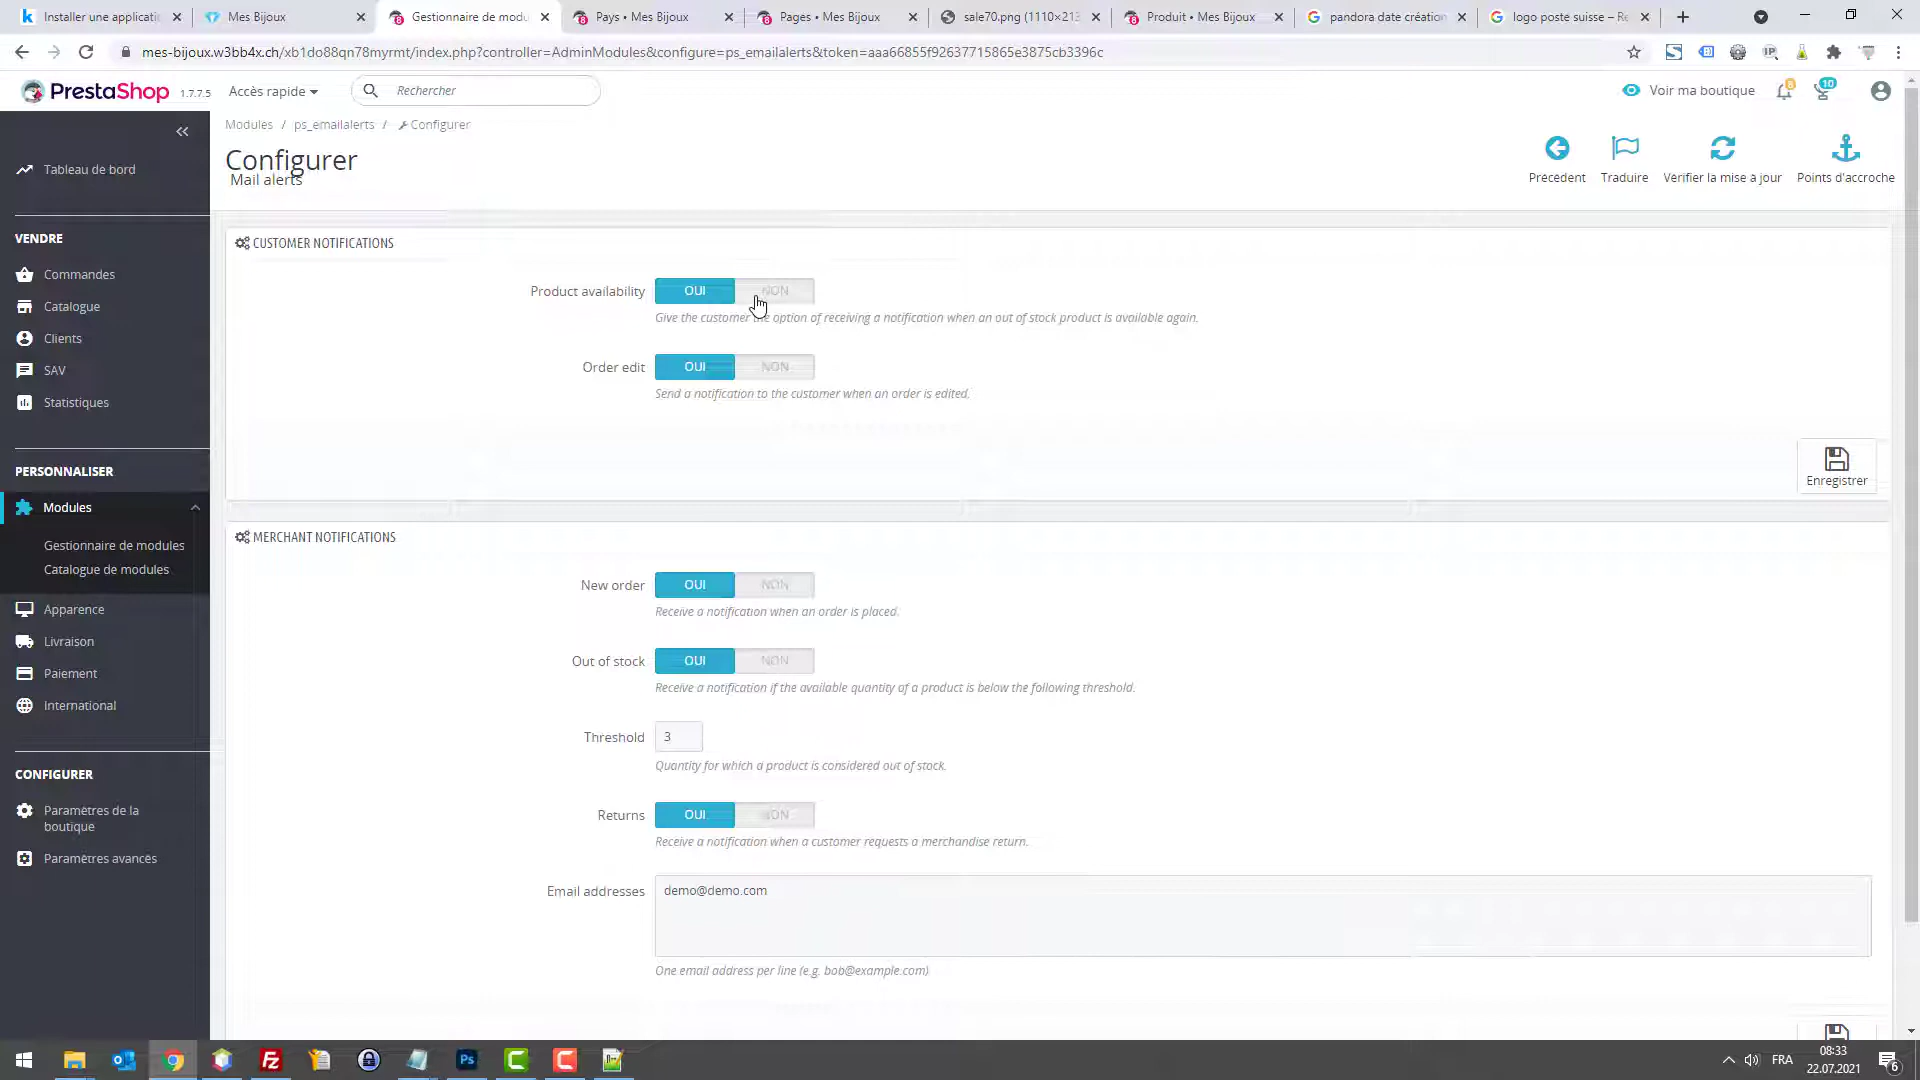 Installer une applicati
Mes Bijoux
Gestionnaire de modu
Pays • Mes Bijoux
Pages • Mes Bijoux
sale70.png (1110×213
Produit • Mes Bijoux
pandora date création
logo poste suisse – Re
mes-bijoux.w3bb4x.ch/xb1do88qn78myrmt/index.php?controller=AdminModules&configure=ps_emailalerts&token=aaa66855f92637715865e3875cb3396c
PrestaShop 1.7.7.5
Accès rapide
Rechercher
Voir ma boutique
8
10
Modules / ps_emailalerts / Configurer
Configurer
Mail alerts
Précédent
Traduire
Vérifier la mise à jour
Points d'accroche
Tableau de bord
VENDRE
Commandes
Catalogue
Clients
SAV
Statistiques
PERSONNALISER
Modules
Gestionnaire de modules
Catalogue de modules
Apparence
Livraison
Paiement
International
CONFIGURER
Paramètres de la
boutique
Paramètres avancés
CUSTOMER NOTIFICATIONS
Product availability OUI NON
Give the customer the option of receiving a notification when an out of stock product is available again.
Order edit OUI NON
Send a notification to the customer when an order is edited.
Enregistrer
MERCHANT NOTIFICATIONS
New order OUI NON
Receive a notification when an order is placed.
Out of stock OUI NON
Receive a notification if the available quantity of a product is below the following threshold.
Threshold 3
Quantity for which a product is considered out of stock.
Returns OUI NON
Receive a notification when a customer requests a merchandise return.
Email addresses demo@demo.com
One email address per line (e.g. bob@example.com)
FRA
08:33
22.07.2021
6